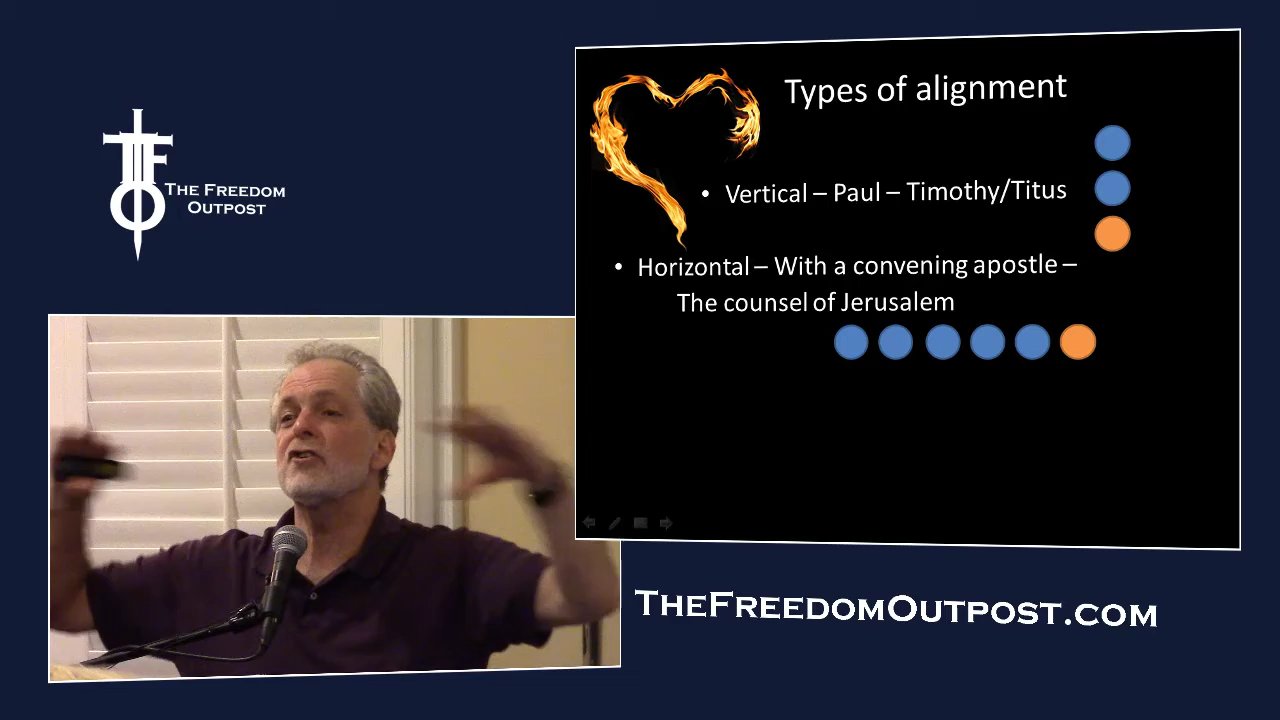 THE FREEDOM
OUTPOST
Types of alignment
• Vertical – Paul – Timothy/Titus
• Horizontal – With a convening apostle –
The counsel of Jerusalem
THEFREEDOMOUTPOST.COM